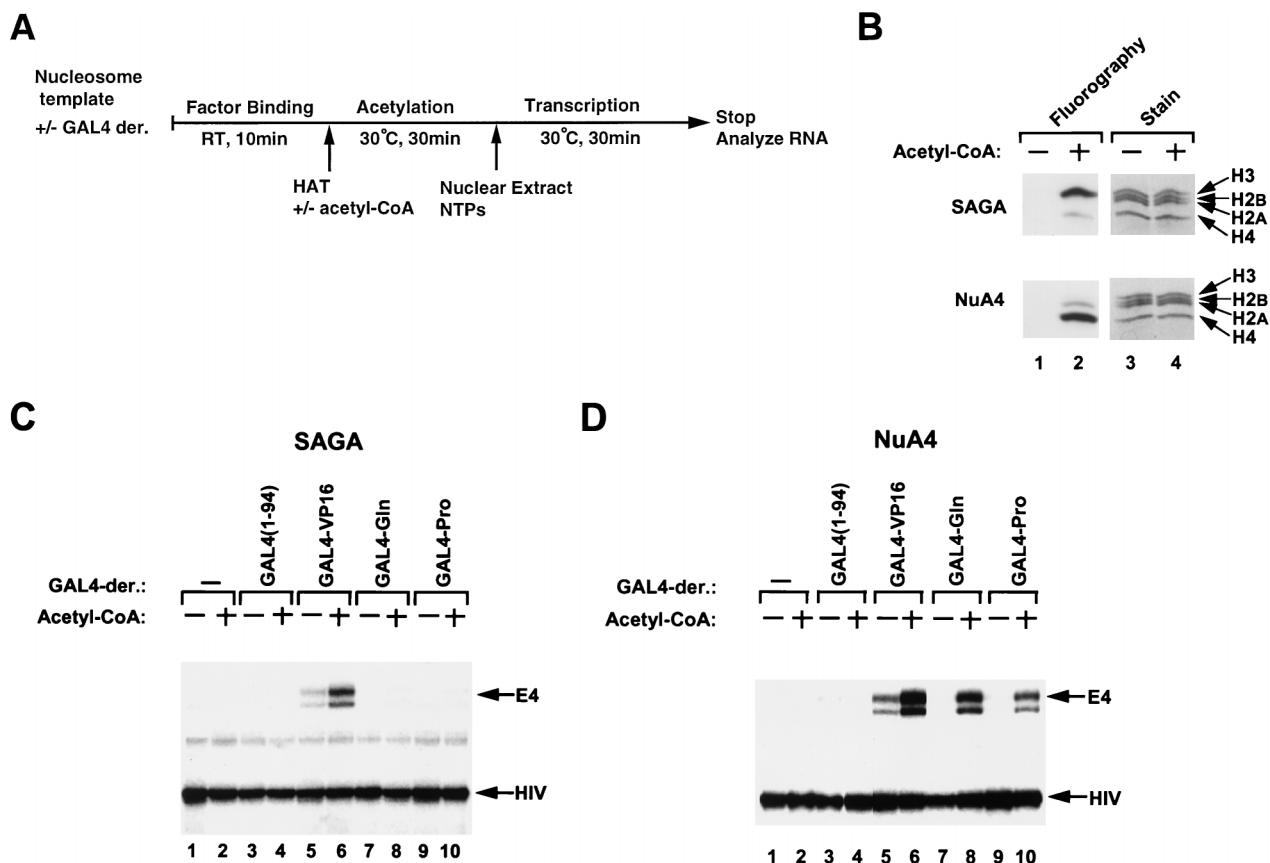 A
Nucleosome
template
+/- GAL4 der.
Factor Binding
RT, 10min
Acetylation
30°C, 30min
Transcription
30°C, 30min
Stop
Analyze RNA
HAT
+/- acetyl-CoA
Nuclear Extract
NTPs
B
Fluorography
Stain
Acetyl-CoA: − + − +
SAGA
H3
H2B
H2A
H4
NuA4
H3
H2B
H2A
H4
1 2 3 4
C
SAGA
GAL4-der.: − GAL4(1-94) GAL4-VP16 GAL4-Gln GAL4-Pro
Acetyl-CoA: − + − + − + − + − +
E4
HIV
1 2 3 4 5 6 7 8 9 10
D
NuA4
GAL4-der.: − GAL4(1-94) GAL4-VP16 GAL4-Gln GAL4-Pro
Acetyl-CoA: − + − + − + − + − +
E4
HIV
1 2 3 4 5 6 7 8 9 10